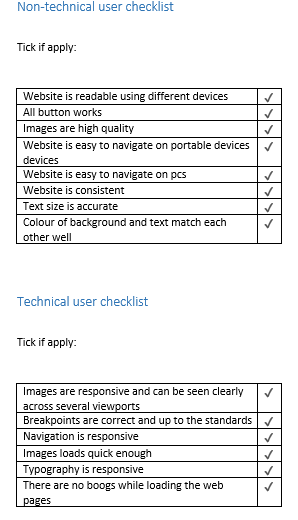 Non-technical user checklist
Tick if apply:
Website is readable using different devices ✓
All button works ✓
Images are high quality ✓
Website is easy to navigate on portable devices ✓
devices
Website is easy to navigate on pcs ✓
Website is consistent ✓
Text size is accurate ✓
Colour of background and text match each ✓
other well
Technical user checklist
Tick if apply:
Images are responsive and can be seen clearly ✓
across several viewports
Breakpoints are correct and up to the standards ✓
Navigation is responsive ✓
Images loads quick enough ✓
Typography is responsive ✓
There are no boogs while loading the web ✓
pages